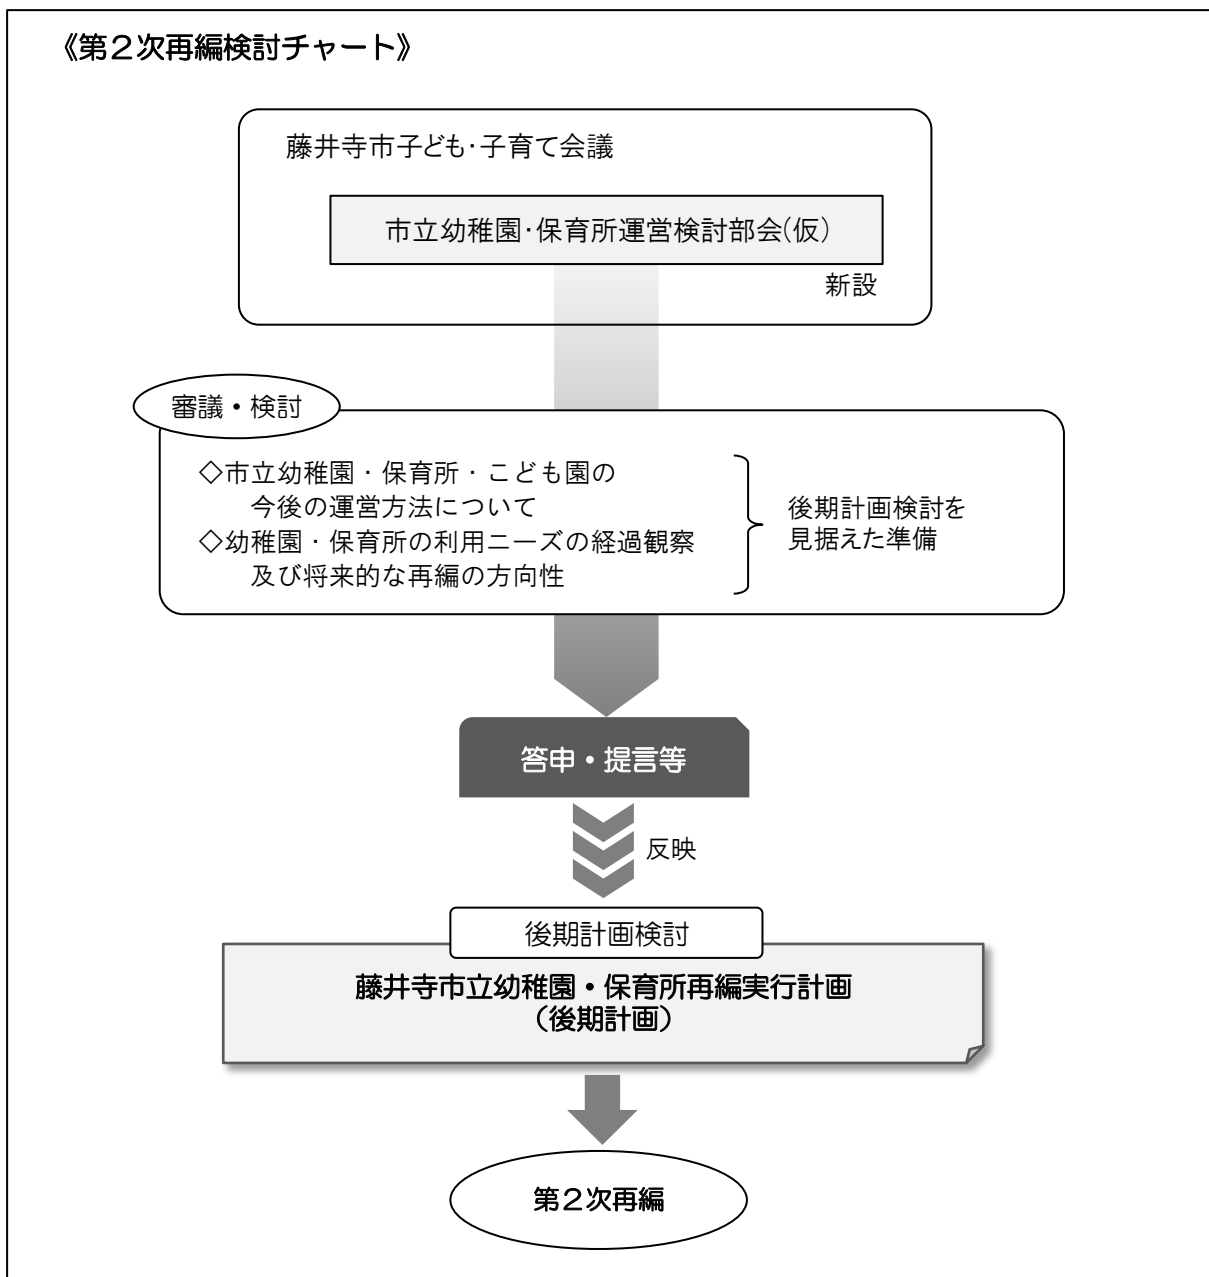 《第２次再編検討チャート》
藤井寺市子ども・子育て会議
市立幼稚園・保育所運営検討部会(仮)
新設
審議・検討
◇市立幼稚園・保育所・こども園の
今後の運営方法について
◇幼稚園・保育所の利用ニーズの経過観察
及び将来的な再編の方向性
後期計画検討を
見据えた準備
答申・提言等
反映
後期計画検討
藤井寺市立幼稚園・保育所再編実行計画
（後期計画）
第２次再編